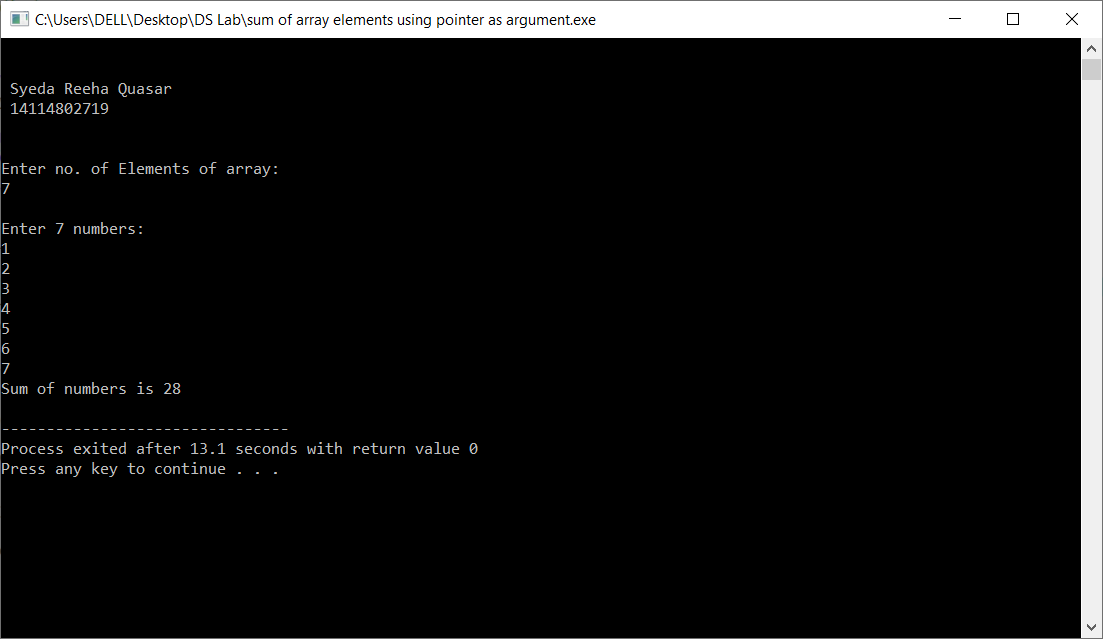 C:\Users\DELL\Desktop\DS Lab\sum of array elements using pointer as argument.exe
Syeda Reeha Quasar
14114802719
Enter no. of Elements of array:
7
Enter 7 numbers:
1
2
3
4
5
6
7
Sum of numbers is 28
--------------------------------
Process exited after 13.1 seconds with return value 0
Press any key to continue . . .